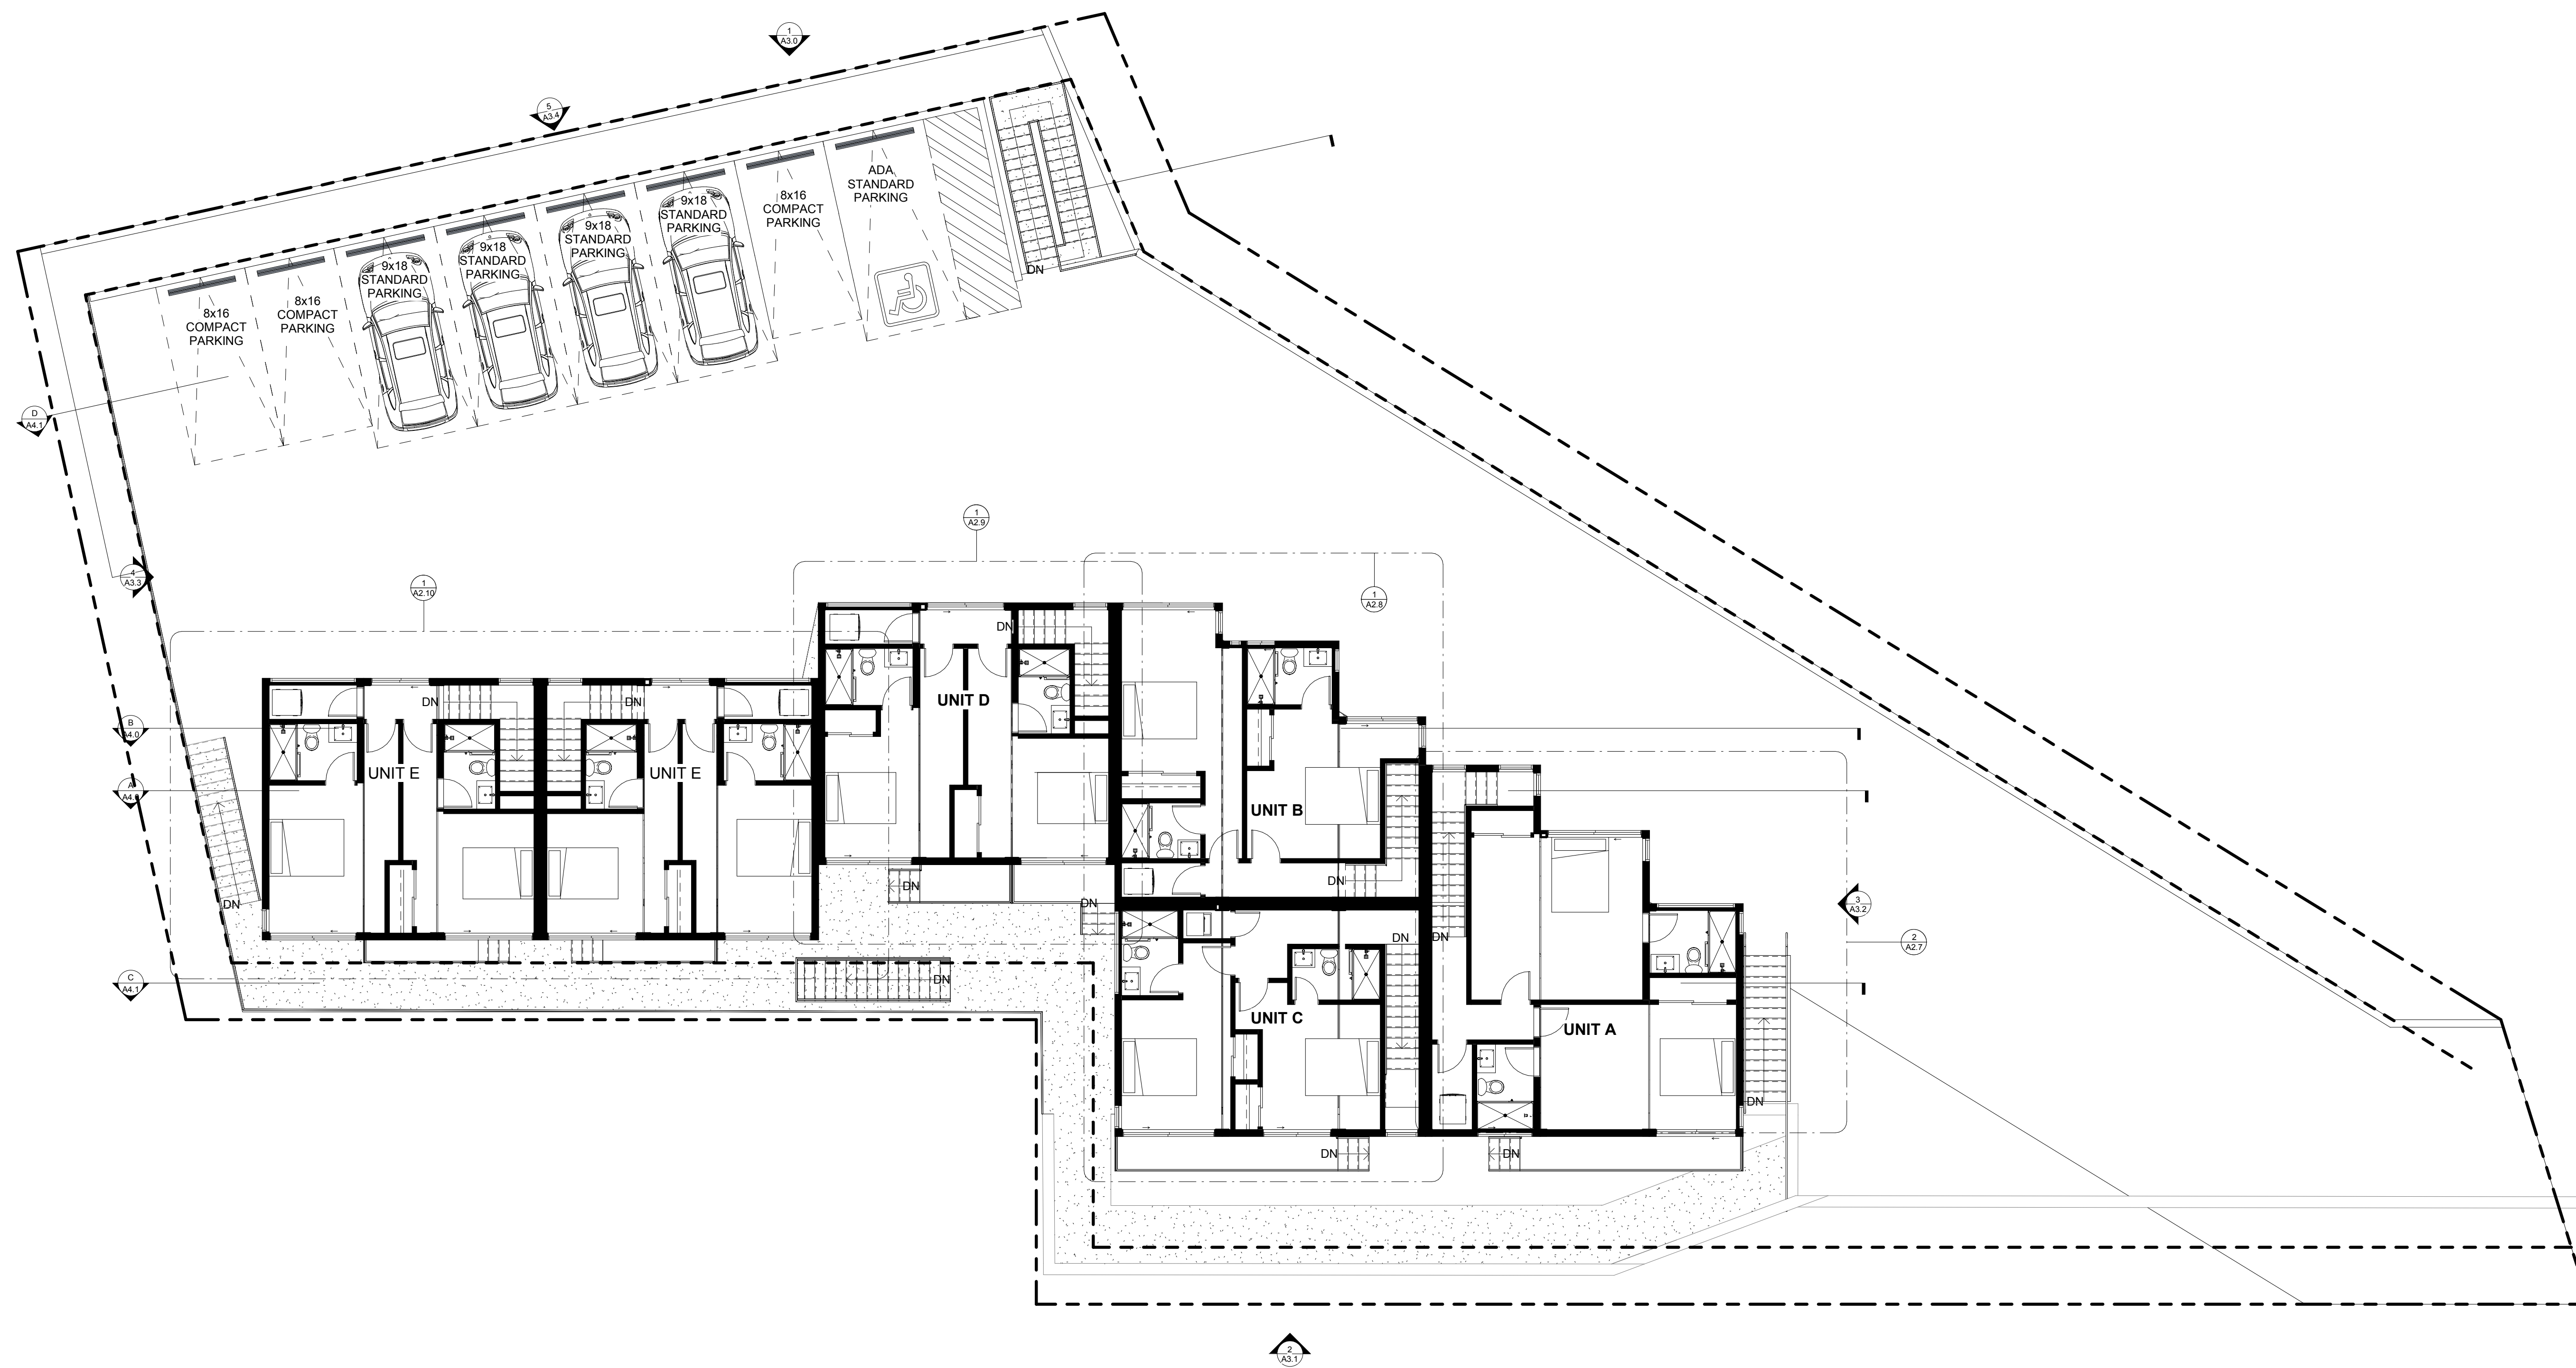 1
A3.0
5
A3.4
ADA
STANDARD
PARKING
8x16
COMPACT
PARKING
9x18
STANDARD
PARKING
9x18
STANDARD
PARKING
9x18
STANDARD
PARKING
9x18
STANDARD
PARKING
8x16
COMPACT
PARKING
8x16
COMPACT
PARKING
DN
D
A4.1
1
A2.9
4
A3.3
1
A2.10
1
A2.8
DN
UNIT D
DN
DN
B
A4.0
UNIT E
UNIT E
A
UNIT B
DN
DN
DN
DN
3
A3.2
DN
DN
2
A2.7
C
A4.1
DN
UNIT C
UNIT A
DN
DN
DN
2
A3.1